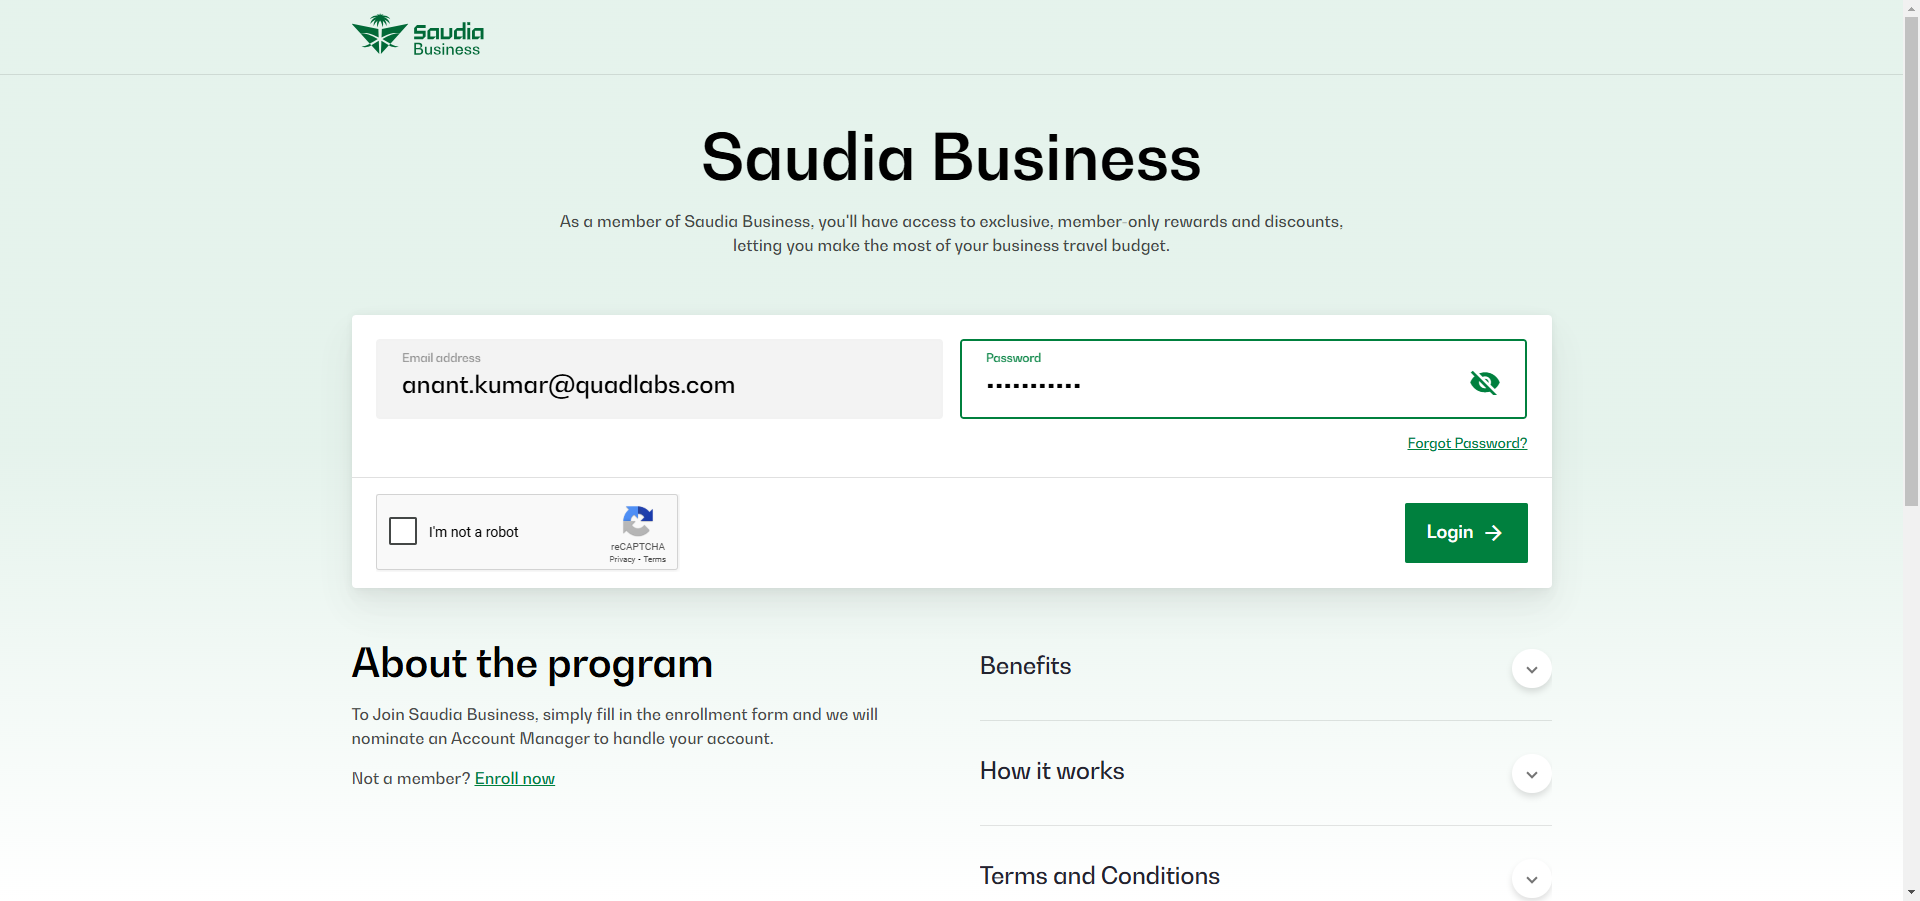 Saudia
Business
Saudia Business
As a member of Saudia Business, you'll have access to exclusive, member-only rewards and discounts,
letting you make the most of your business travel budget.
Email address
anant.kumar@quadlabs.com
Password
•••••••••••
Forgot Password?
I'm not a robot
reCAPTCHA
Privacy - Terms
Login
About the program
To Join Saudia Business, simply fill in the enrollment form and we will
nominate an Account Manager to handle your account.
Not a member? Enroll now
Benefits
How it works
Terms and Conditions